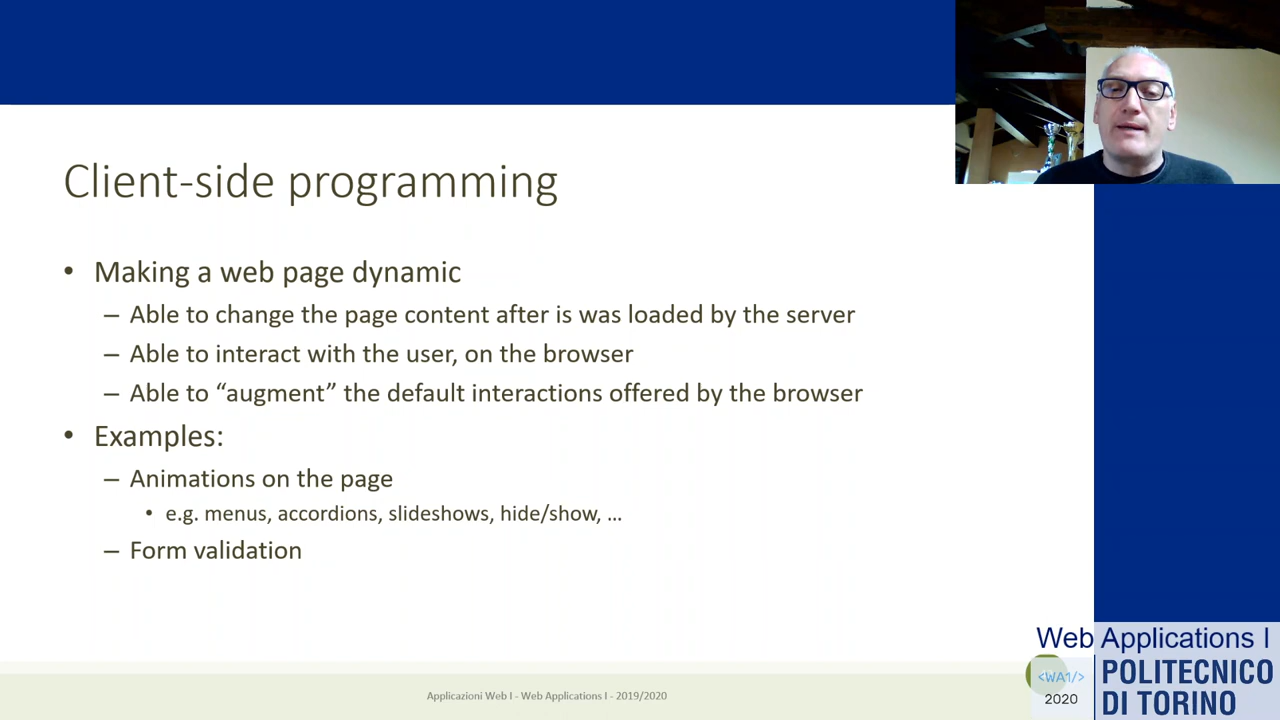 Client-side programming
• Making a web page dynamic
– Able to change the page content after is was loaded by the server
– Able to interact with the user, on the browser
– Able to “augment” the default interactions offered by the browser
• Examples:
– Animations on the page
• e.g. menus, accordions, slideshows, hide/show, …
– Form validation
Applicazioni Web I - Web Applications I - 2019/2020
Web Applications I
<WA1/>
2020
POLITECNICO
DI TORINO